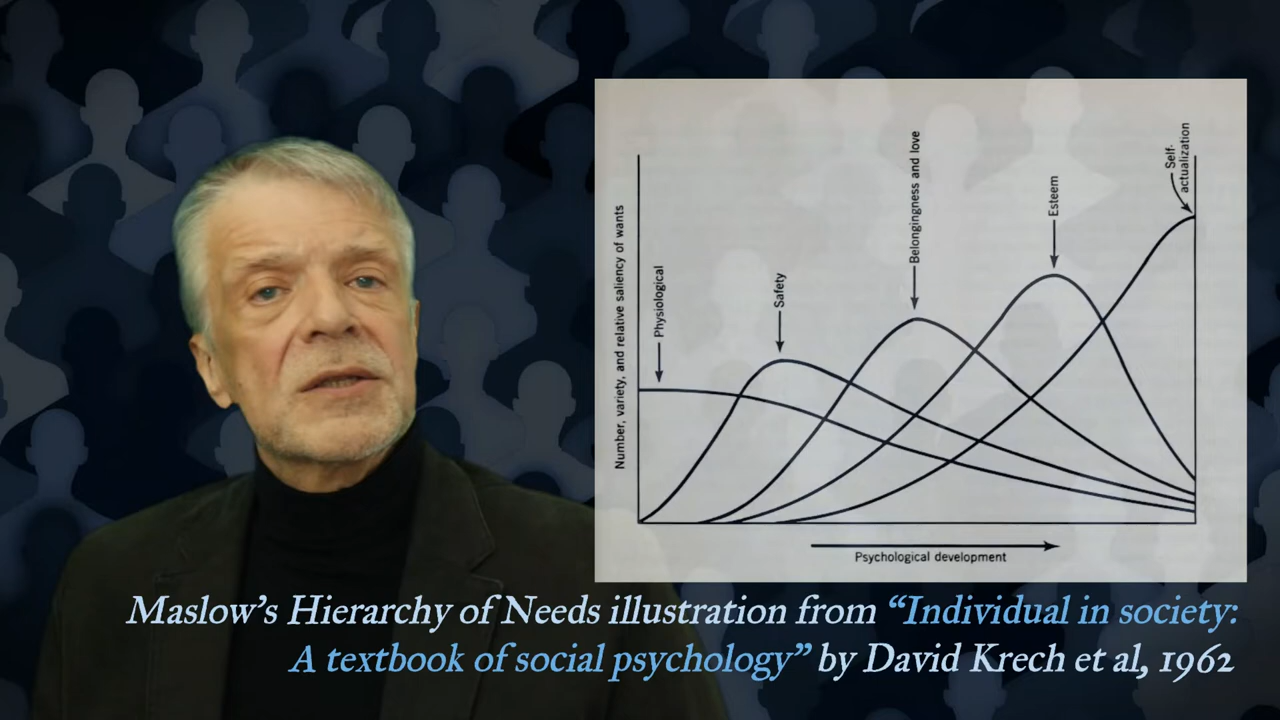 Number, variety, and relative saliency of wants
Physiological
Safety
Belongingness and love
Esteem
Self-
actualization
Psychological development
Maslow’s Hierarchy of Needs illustration from “Individual in society:
A textbook of social psychology” by David Krech et al, 1962